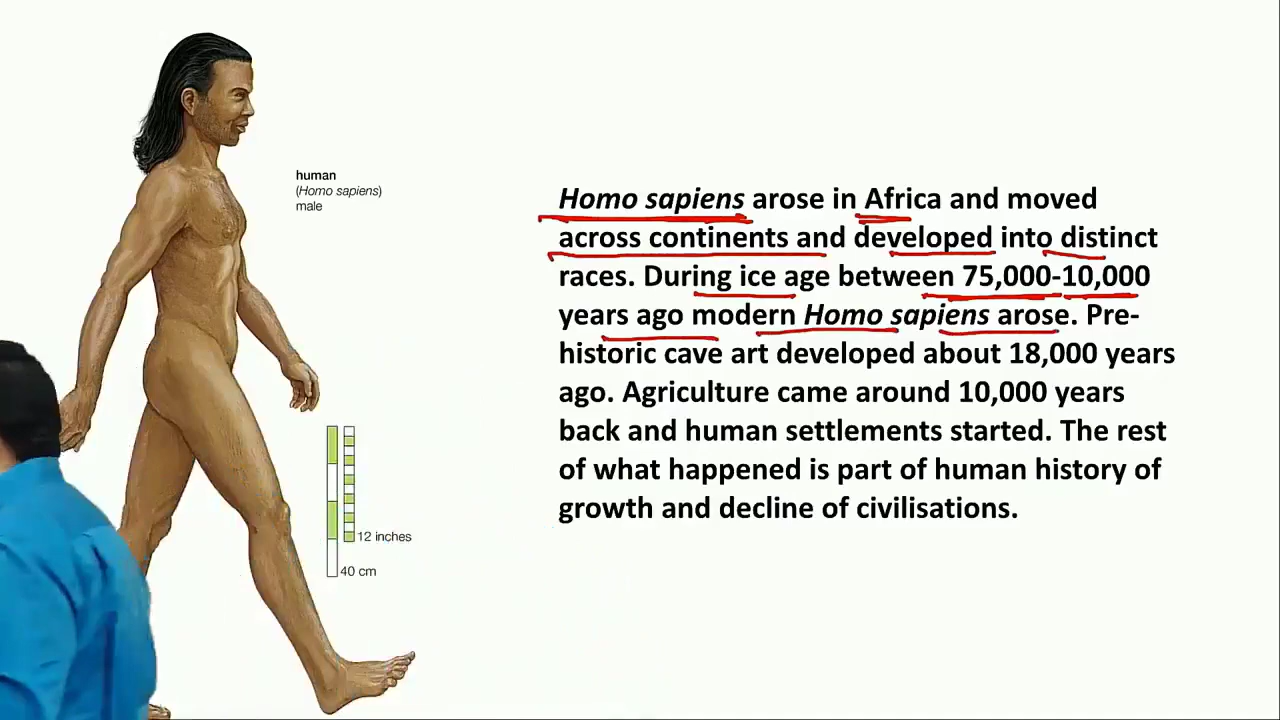 human
(Homo sapiens)
male
Homo sapiens arose in Africa and moved
across continents and developed into distinct
races. During ice age between 75,000-10,000
years ago modern Homo sapiens arose. Pre-
historic cave art developed about 18,000 years
ago. Agriculture came around 10,000 years
back and human settlements started. The rest
of what happened is part of human history of
growth and decline of civilisations.
12 inches
40 cm